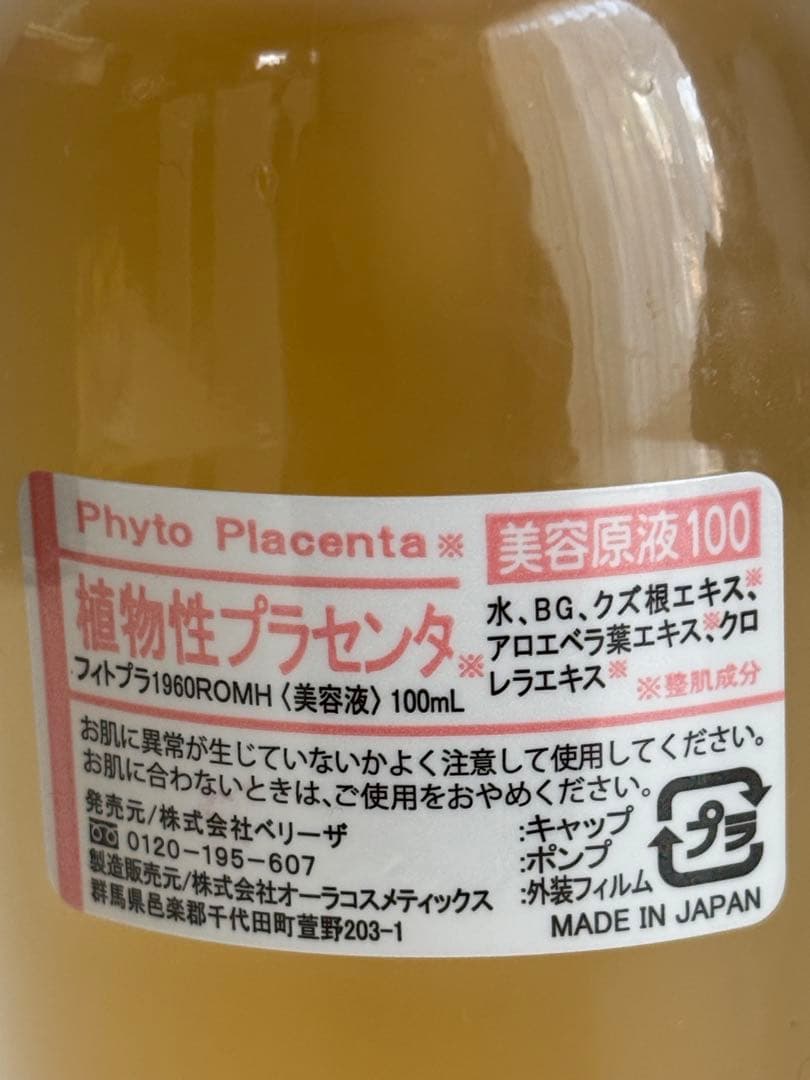 Phyto Placenta※
美容原液100
植物性プラセンタ※
フィトプラ1960ROMH〈美容液〉100mL
水、BG、クズ根エキス※、
アロエベラ葉エキス※、クロ
レラエキス※
※整肌成分
お肌に異常が生じていないかよく注意して使用してください。
お肌に合わないときは、ご使用をおやめください。
発売元/株式会社ベリーザ
0120-195-607
製造販売元/株式会社オーラコスメティックス
群馬県邑楽郡千代田町萱野203-1
:キャップ
:ポンプ
:外装フィルム
プラ
MADE IN JAPAN